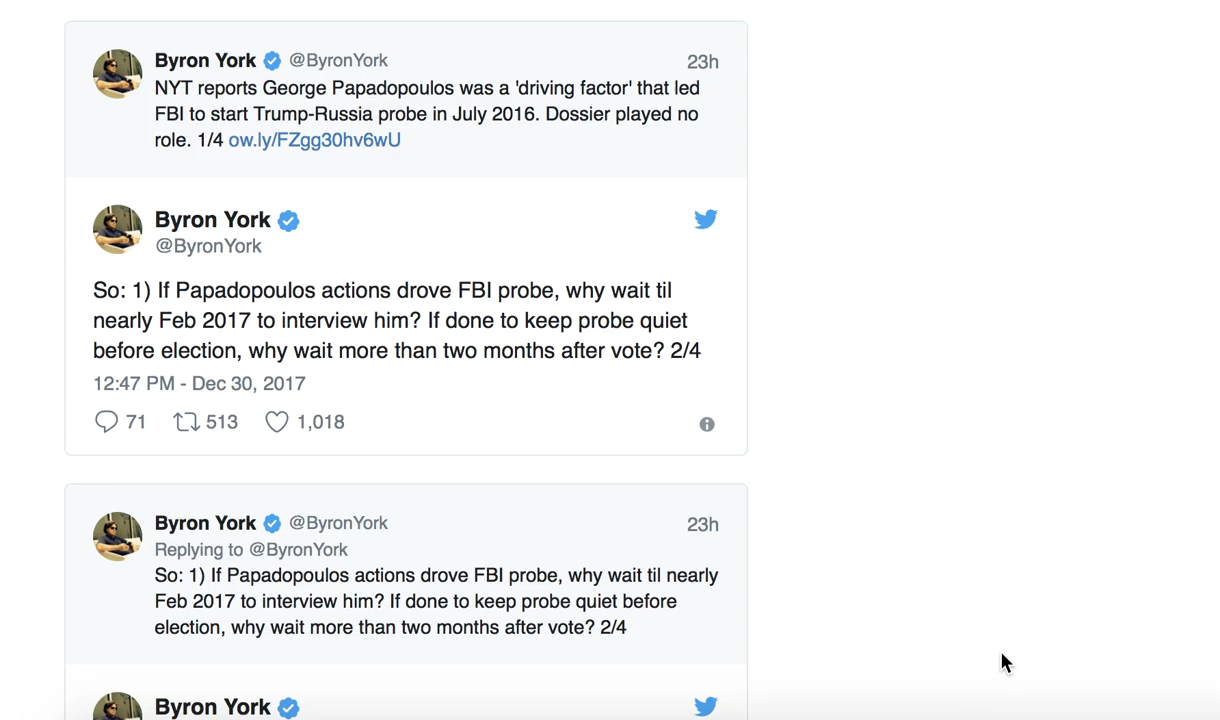 Byron York @ByronYork 23h
NYT reports George Papadopoulos was a 'driving factor' that led
FBI to start Trump-Russia probe in July 2016. Dossier played no
role. 1/4 ow.ly/FZgg30hv6wU
Byron York
@ByronYork
So: 1) If Papadopoulos actions drove FBI probe, why wait til
nearly Feb 2017 to interview him? If done to keep probe quiet
before election, why wait more than two months after vote? 2/4
12:47 PM - Dec 30, 2017
71 513 1,018
Byron York @ByronYork 23h
Replying to @ByronYork
So: 1) If Papadopoulos actions drove FBI probe, why wait til nearly
Feb 2017 to interview him? If done to keep probe quiet before
election, why wait more than two months after vote? 2/4
Byron York